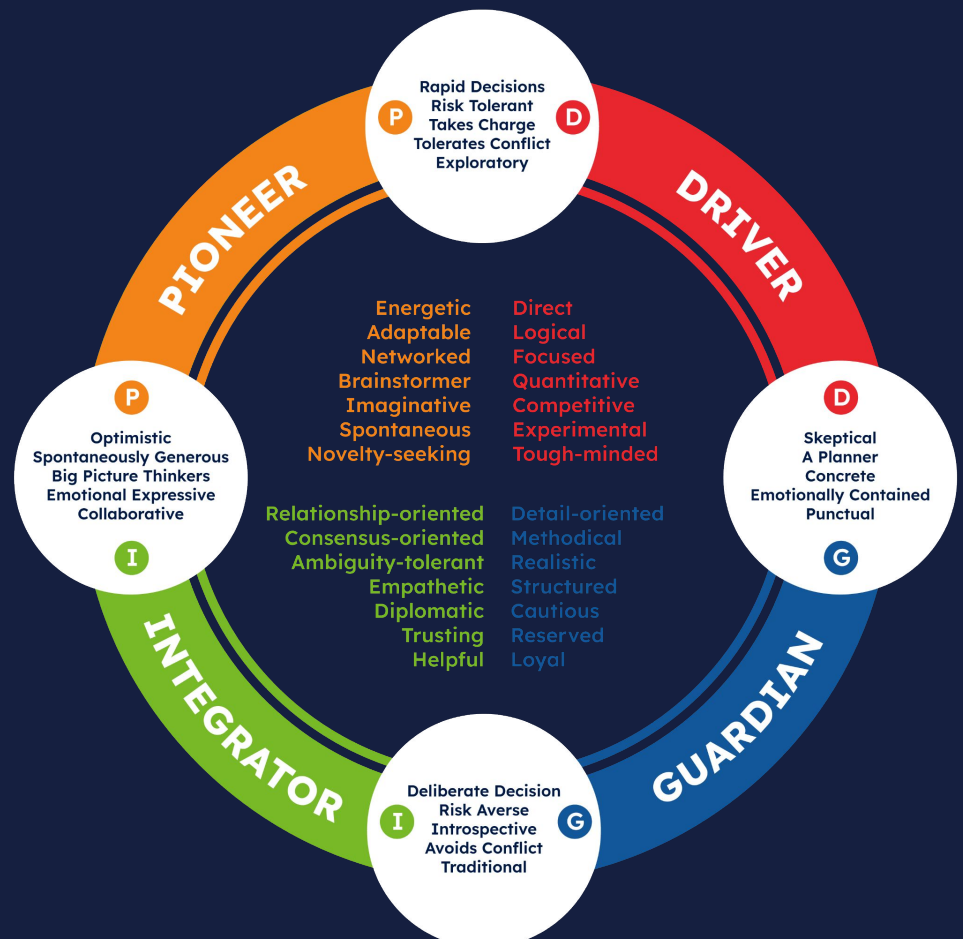 Rapid Decisions
Risk Tolerant
P
Takes Charge
D
Tolerates Conflict
Exploratory
PIONEER
DRIVER
Energetic
Adaptable
Networked
Brainstormer
Imaginative
Spontaneous
Novelty-seeking
Direct
Logical
Focused
Quantitative
Competitive
Experimental
Tough-minded
P
Optimistic
Spontaneously Generous
Big Picture Thinkers
Emotional Expressive
Collaborative
I
D
Skeptical
A Planner
Concrete
Emotionally Contained
Punctual
G
Relationship-oriented
Consensus-oriented
Ambiguity-tolerant
Empathetic
Diplomatic
Trusting
Helpful
Detail-oriented
Methodical
Realistic
Structured
Cautious
Reserved
Loyal
INTEGRATOR
GUARDIAN
Deliberate Decision
Risk Averse
I
Introspective
G
Avoids Conflict
Traditional